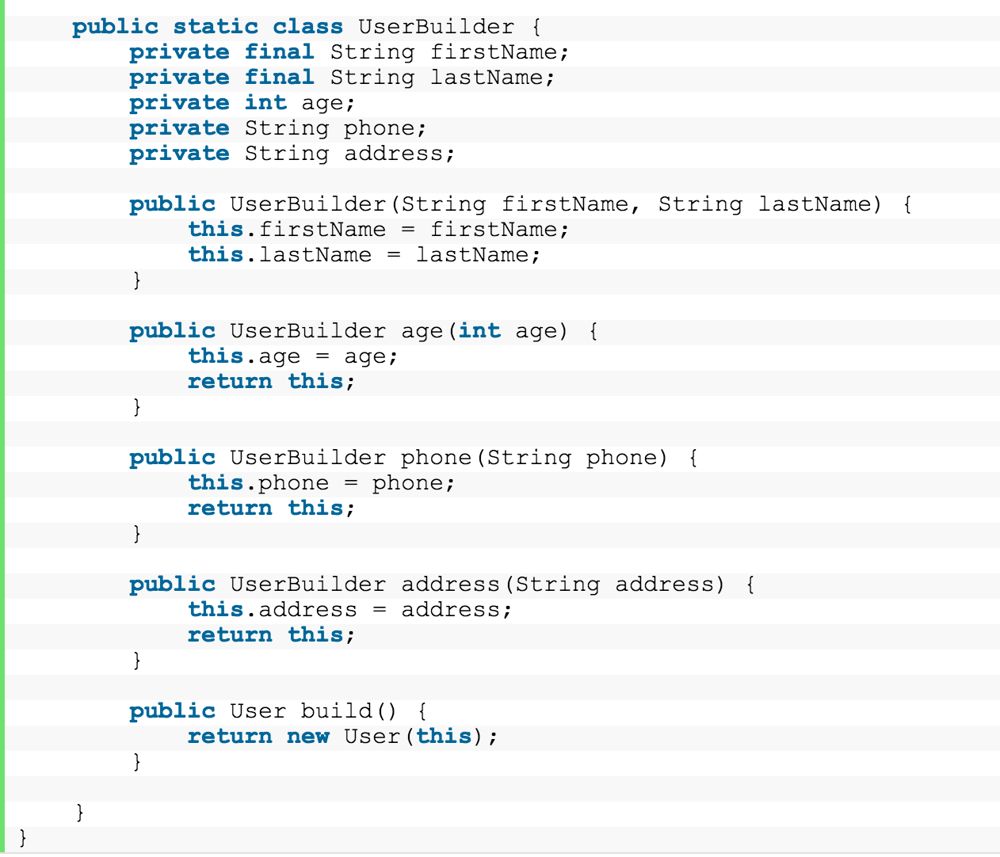 public static class UserBuilder {
private final String firstName;
private final String lastName;
private int age;
private String phone;
private String address;
public UserBuilder(String firstName, String lastName) {
this.firstName = firstName;
this.lastName = lastName;
}
public UserBuilder age(int age) {
this.age = age;
return this;
}
public UserBuilder phone(String phone) {
this.phone = phone;
return this;
}
public UserBuilder address(String address) {
this.address = address;
return this;
}
public User build() {
return new User(this);
}
}
}